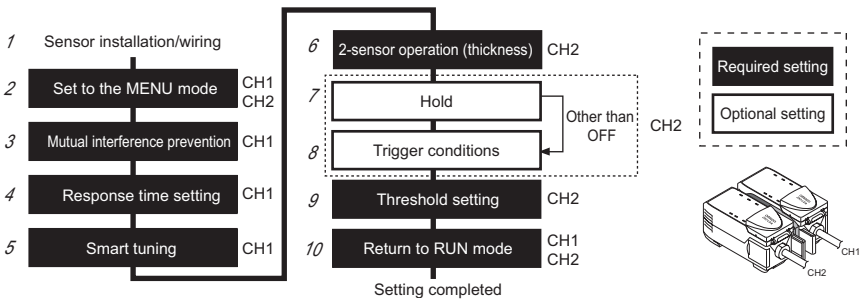 1 Sensor installation/wiring
2 Set to the MENU mode CH1
CH2
3 Mutual interference prevention CH1
4 Response time setting CH1
5 Smart tuning CH1
6 2-sensor operation (thickness) CH2
7 Hold
Other than
OFF
CH2
8 Trigger conditions
9 Threshold setting CH2
10 Return to RUN mode CH1
CH2
Setting completed
Required setting
Optional setting
CH1
CH2